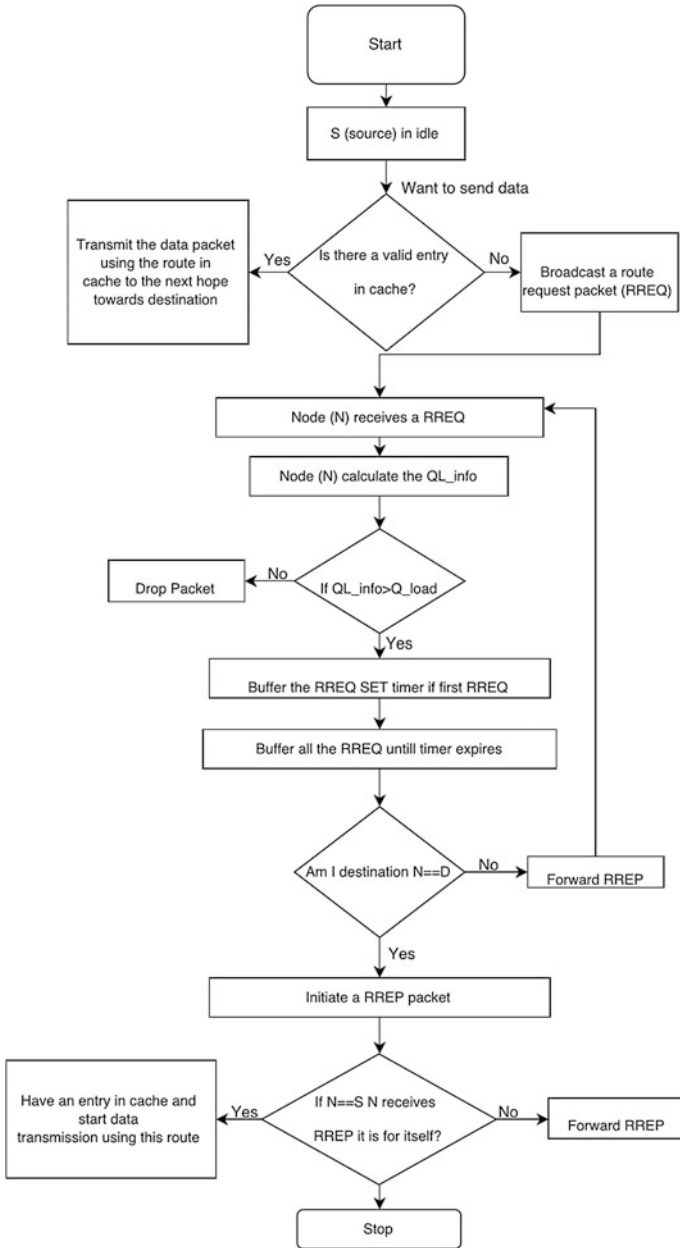 Start
S (source) in idle
Want to send data
Transmit the data packet
using the route in
cache to the next hope
towards destination
Yes
Is there a valid entry
in cache?
No
Broadcast a route
request packet (RREQ)
Node (N) receives a RREQ
Node (N) calculate the QL_info
If QL_info>Q_load
No
Drop Packet
Yes
Buffer the RREQ SET timer if first RREQ
Buffer all the RREQ untill timer expires
Am I destination N==D
No
Forward RREP
Yes
Initiate a RREP packet
Have an entry in cache and
start data
transmission using this route
Yes
If N==S N receives
RREP it is for itself?
No
Forward RREP
Stop